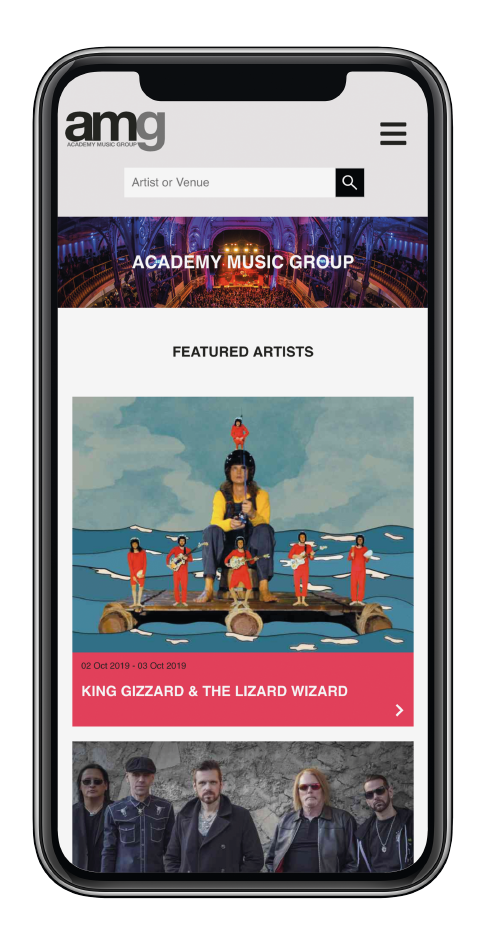 amg
ACADEMY MUSIC GROUP
Artist or Venue
ACADEMY MUSIC GROUP
FEATURED ARTISTS
02 Oct 2019 - 03 Oct 2019
KING GIZZARD & THE LIZARD WIZARD